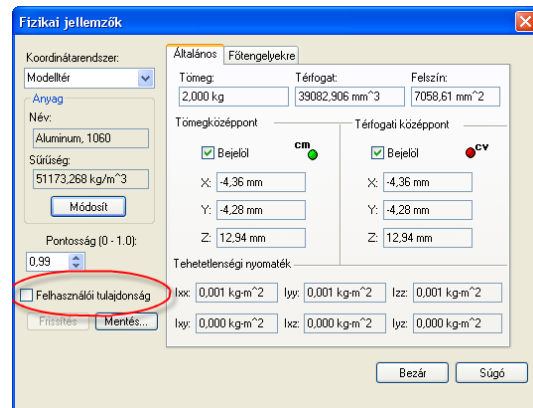 Fizikai jellemzők
Koordinátarendszer:
Modelltér
Anyag
Név:
Aluminum, 1060
Sűrűség:
51173,268 kg/m^3
Módosít
Pontosság (0 - 1.0):
0,99
Felhasználói tulajdonság
Frissítés Mentés...
Általános Főtengelyekre
Tömeg: Térfogat: Felszín:
2,000 kg 39082,906 mm^3 7058,61 mm^2
Tömegközéppont
Bejelöl cm
X: -4,36 mm
Y: -4,28 mm
Z: 12,94 mm
Térfogati középpont
Bejelöl cv
X: -4,36 mm
Y: -4,28 mm
Z: 12,94 mm
Tehetetlenségi nyomaték
Ixx: 0,001 kg-m^2 Iyy: 0,001 kg-m^2 Izz: 0,001 kg-m^2
Ixy: 0,000 kg-m^2 Ixz: 0,000 kg-m^2 Iyz: 0,000 kg-m^2
Bezár Súgó